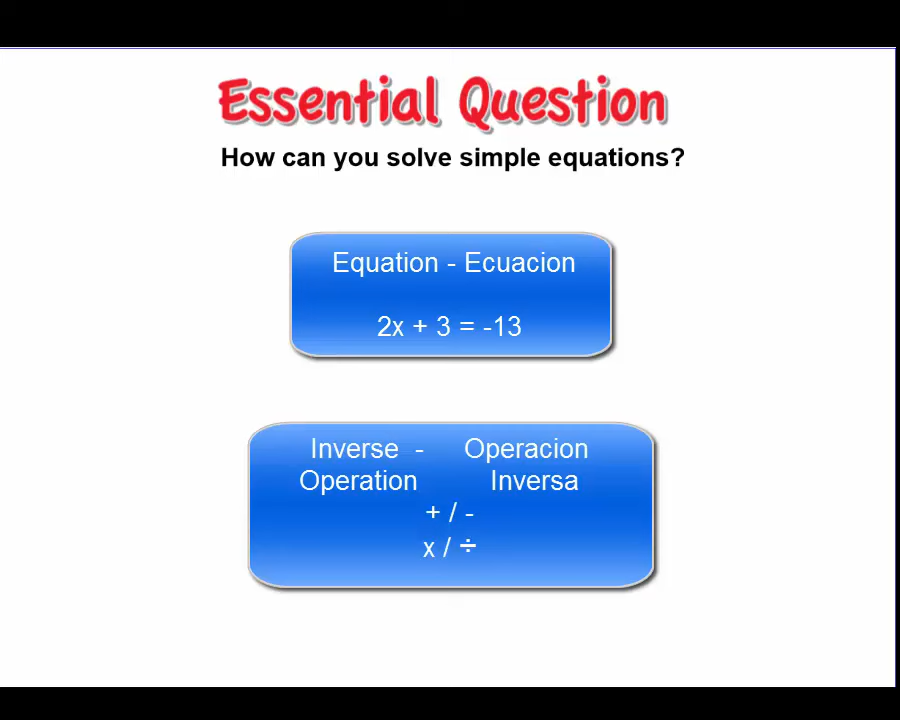 Essential Question
How can you solve simple equations?
Equation - Ecuacion
2x + 3 = -13
Inverse - Operacion
Operation Inversa
+ / -
x / ÷